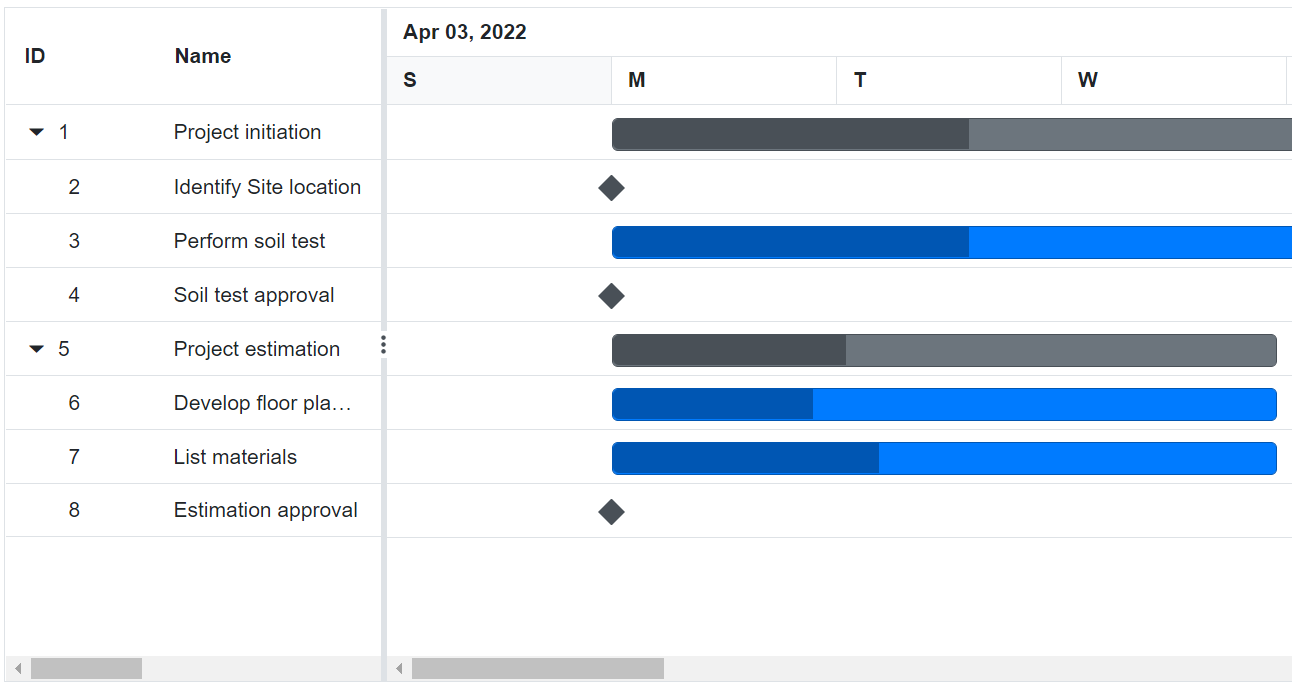 ID Name Apr 03, 2022
S M T W
1 Project initiation
2 Identify Site location
3 Perform soil test
4 Soil test approval
5 Project estimation
6 Develop floor pla…
7 List materials
8 Estimation approval